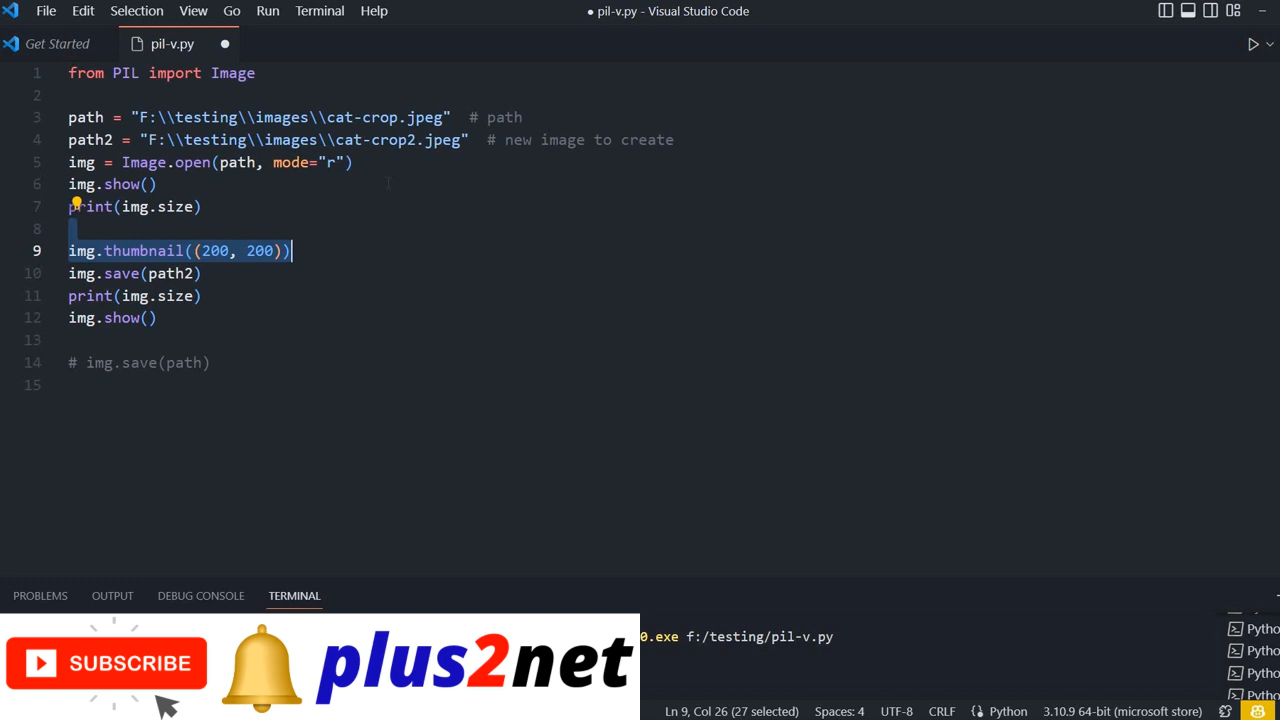 File Edit Selection View Go Run Terminal Help ● pil-v.py - Visual Studio Code
Get Started pil-v.py ●
1 from PIL import Image
2
3 path = "F:\\testing\\images\\cat-crop.jpeg"  # path
4 path2 = "F:\\testing\\images\\cat-crop2.jpeg"  # new image to create
5 img = Image.open(path, mode="r")
6 img.show()
7 print(img.size)
8
9 img.thumbnail((200, 200))
10 img.save(path2)
11 print(img.size)
12 img.show()
13
14 # img.save(path)
15
PROBLEMS OUTPUT DEBUG CONSOLE TERMINAL
0.exe f:/testing/pil-v.py
Pytho
Pytho
Pytho
Pytho
SUBSCRIBE
plus2net
Ln 9, Col 26 (27 selected) Spaces: 4 UTF-8 CRLF Python 3.10.9 64-bit (microsoft store)